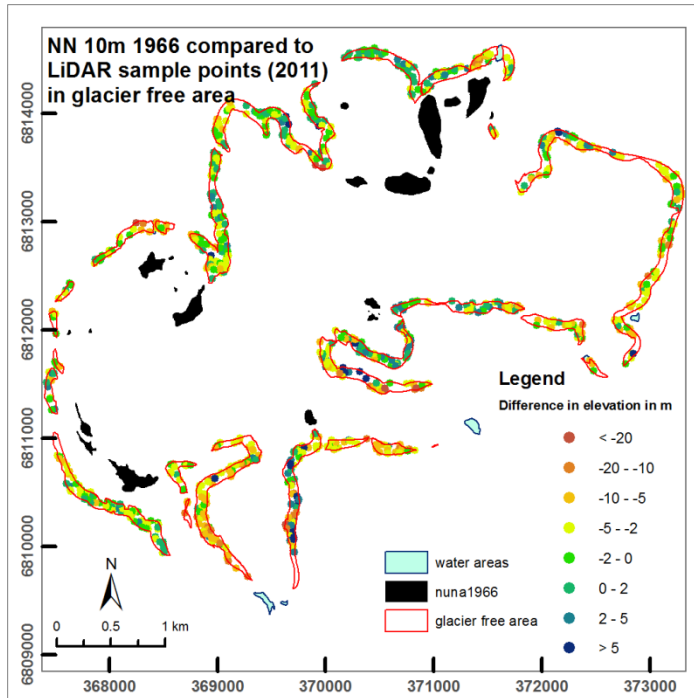 NN 10m 1966 compared to
LiDAR sample points (2011)
in glacier free area
6814000
6813000
6812000
6811000
6810000
6809000
Legend
Difference in elevation in m
< -20
-20 - -10
-10 - -5
-5 - -2
-2 - 0
0 - 2
2 - 5
> 5
water areas
nuna1966
glacier free area
N
0 0.5 1 km
368000 369000 370000 371000 372000 373000